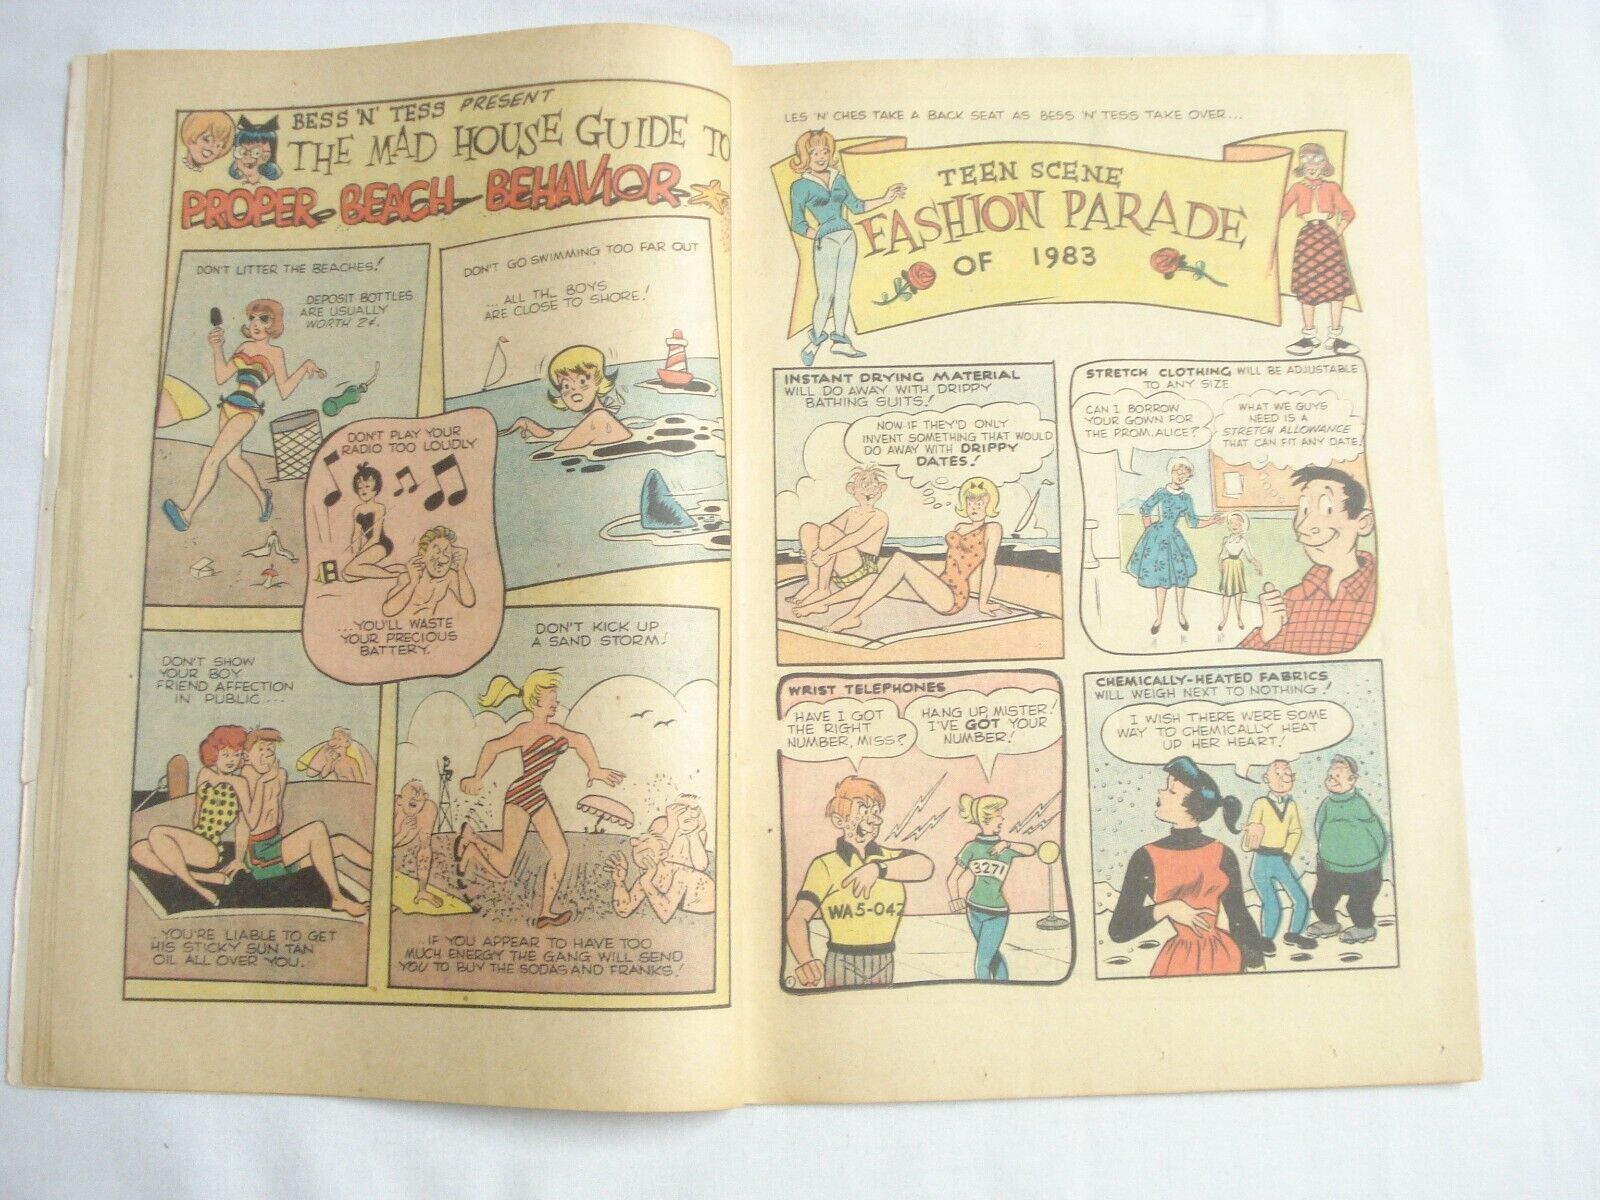 BESS 'N' TESS PRESENT
THE MAD HOUSE GUIDE TO
PROPER BEACH BEHAVIOR
DON'T LITTER THE BEACHES!
DEPOSIT BOTTLES
ARE USUALLY
WORTH 2¢.
DON'T GO SWIMMING TOO FAR OUT
...ALL THE BOYS
ARE CLOSE TO SHORE!
DON'T PLAY YOUR
RADIO TOO LOUDLY
...YOU'LL WASTE
YOUR PRECIOUS
BATTERY.
DON'T SHOW
YOUR BOY
FRIEND AFFECTION
IN PUBLIC...
...YOU'RE LIABLE TO GET
HIS STICKY SUN TAN
OIL ALL OVER YOU.
DON'T KICK UP
A SAND STORM!
...IF YOU APPEAR TO HAVE TOO
MUCH ENERGY THE GANG WILL SEND
YOU TO BUY THE SODAS AND FRANKS!
LES 'N' CHES TAKE A BACK SEAT AS BESS 'N' TESS TAKE OVER...
TEEN SCENE
FASHION PARADE
OF 1983
INSTANT DRYING MATERIAL
WILL DO AWAY WITH DRIPPY
BATHING SUITS!
NOW IF THEY'D ONLY
INVENT SOMETHING THAT WOULD
DO AWAY WITH DRIPPY
DATES!
STRETCH CLOTHING WILL BE ADJUSTABLE
TO ANY SIZE
CAN I BORROW
YOUR GOWN FOR
THE PROM, ALICE?
WHAT WE GUYS
NEED IS A
STRETCH ALLOWANCE
THAT CAN FIT ANY DATE!
WRIST TELEPHONES
HAVE I GOT
THE RIGHT
NUMBER, MISS?
HANG UP, MISTER!
I'VE GOT YOUR
NUMBER!
3271
WA5-042
1
CHEMICALLY-HEATED FABRICS
WILL WEIGH NEXT TO NOTHING!
I WISH THERE WERE SOME
WAY TO CHEMICALLY HEAT
UP HER HEART!